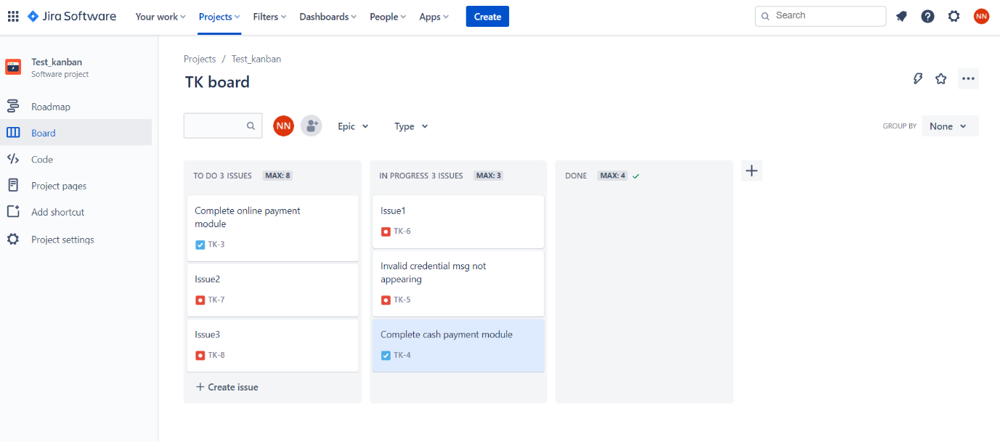 Jira Software Your work Projects Filters Dashboards People Apps Create Search NN
Test_kanban
Software project
Roadmap
Board
Code
Project pages
Add shortcut
Project settings
Projects / Test_kanban
TK board
NN Epic Type GROUP BY None
TO DO 3 ISSUES MAX: 8
Complete online payment
module
TK-3
Issue2
TK-7
Issue3
TK-8
+ Create issue
IN PROGRESS 3 ISSUES MAX: 3
Issue1
TK-6
Invalid credential msg not
appearing
TK-5
Complete cash payment module
TK-4
DONE MAX: 4